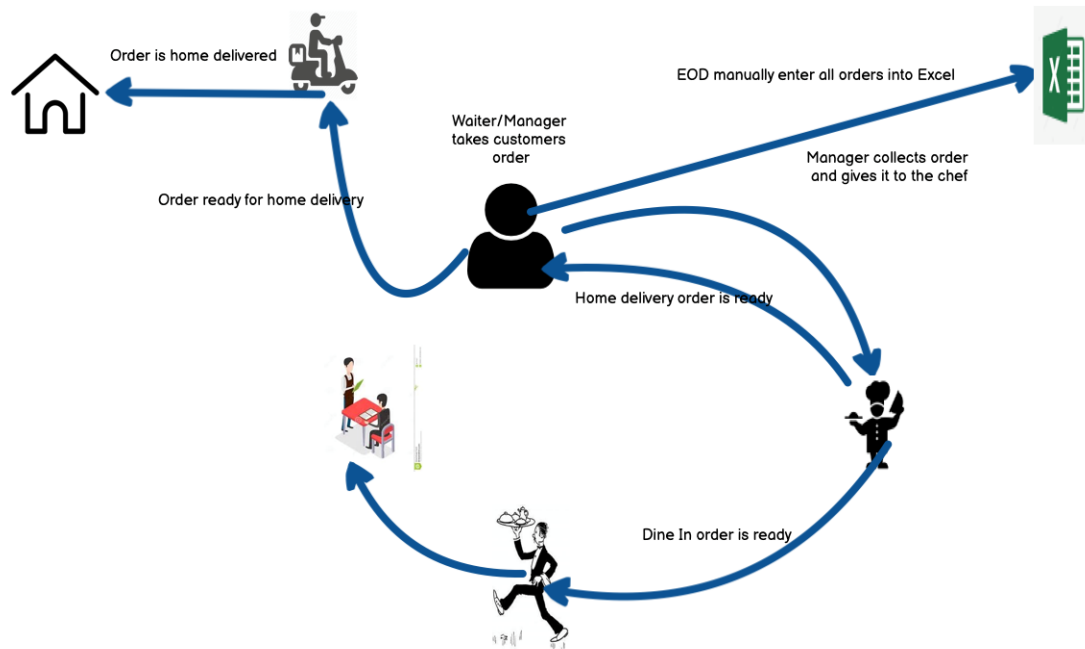 Order is home delivered
EOD manually enter all orders into Excel
Waiter/Manager
takes customers
order
Manager collects order
and gives it to the chef
Order ready for home delivery
Home delivery order is ready
Dine In order is ready
X